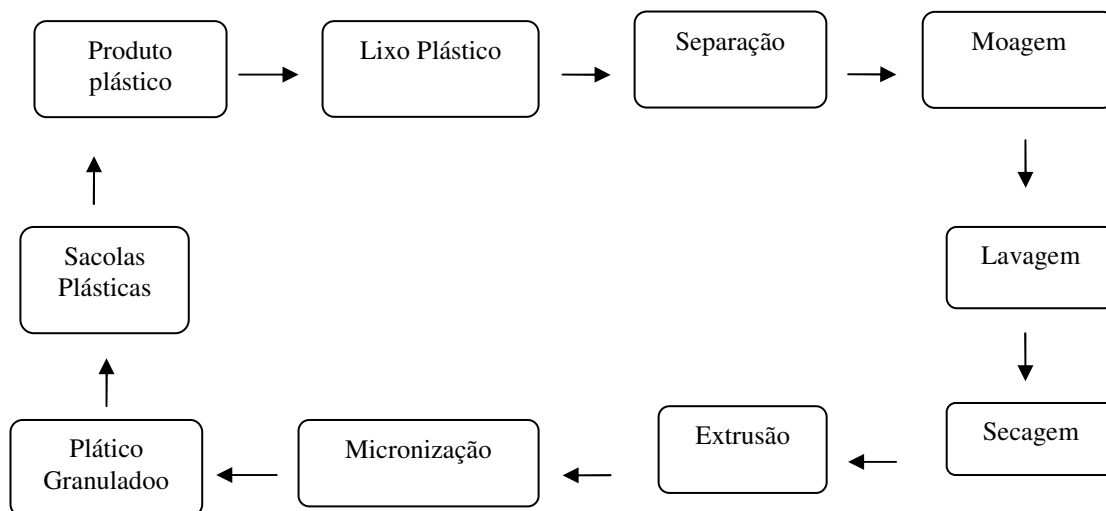 Produto
plástico
Lixo Plástico
Separação
Moagem
Lavagem
Secagem
Extrusão
Micronização
Plático
Granuladoo
Sacolas
Plásticas